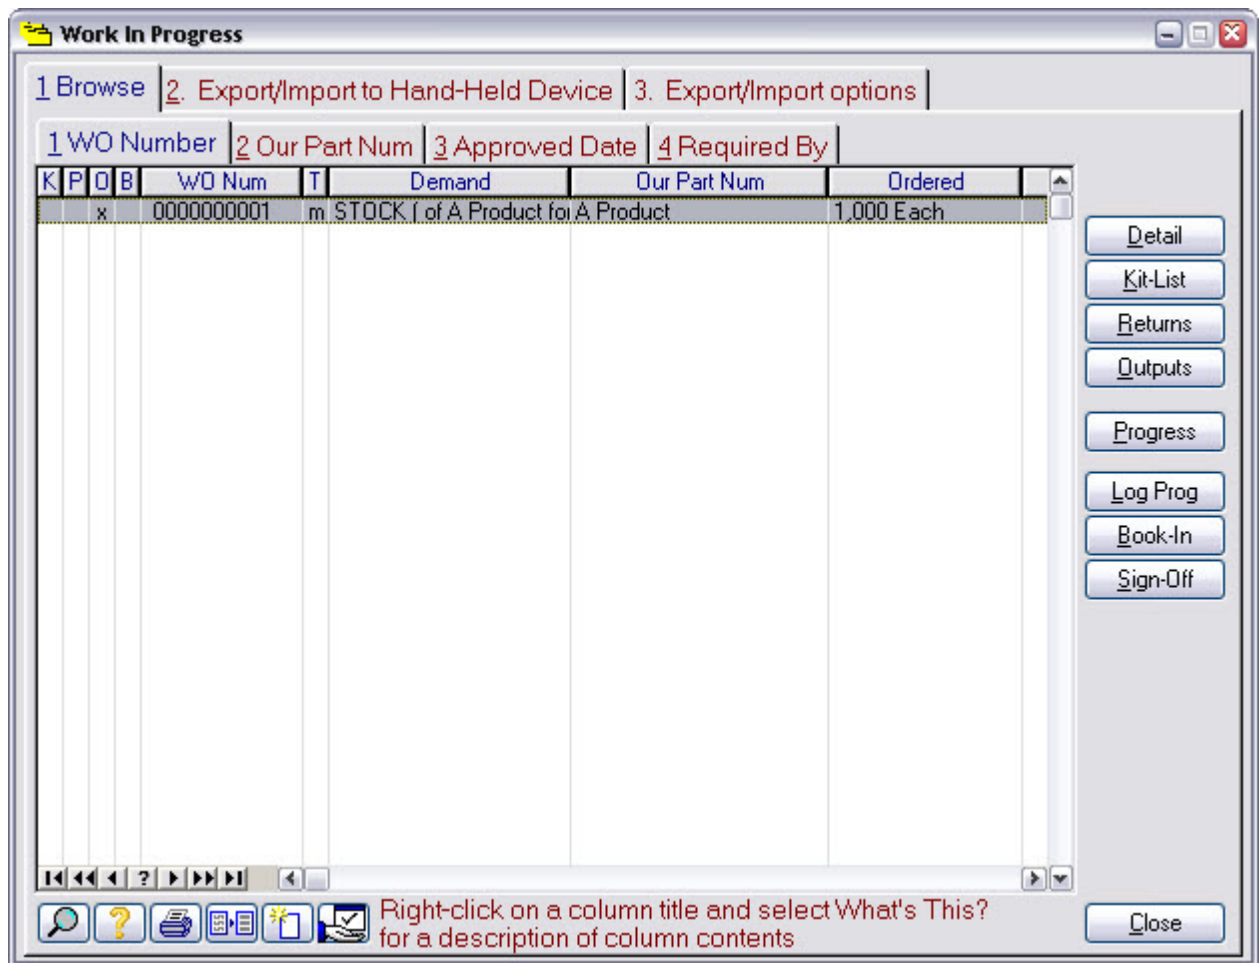 Work In Progress
1 Browse 2. Export/Import to Hand-Held Device 3. Export/Import options
1 WO Number 2 Our Part Num 3 Approved Date 4 Required By
K P O B WO Num T Demand Our Part Num Ordered
x 0000000001 m STOCK ( of A Product for A Product 1,000 Each
Detail
Kit-List
Returns
Outputs
Progress
Log Prog
Book-In
Sign-Off
?
Right-click on a column title and select What's This?
for a description of column contents
Close